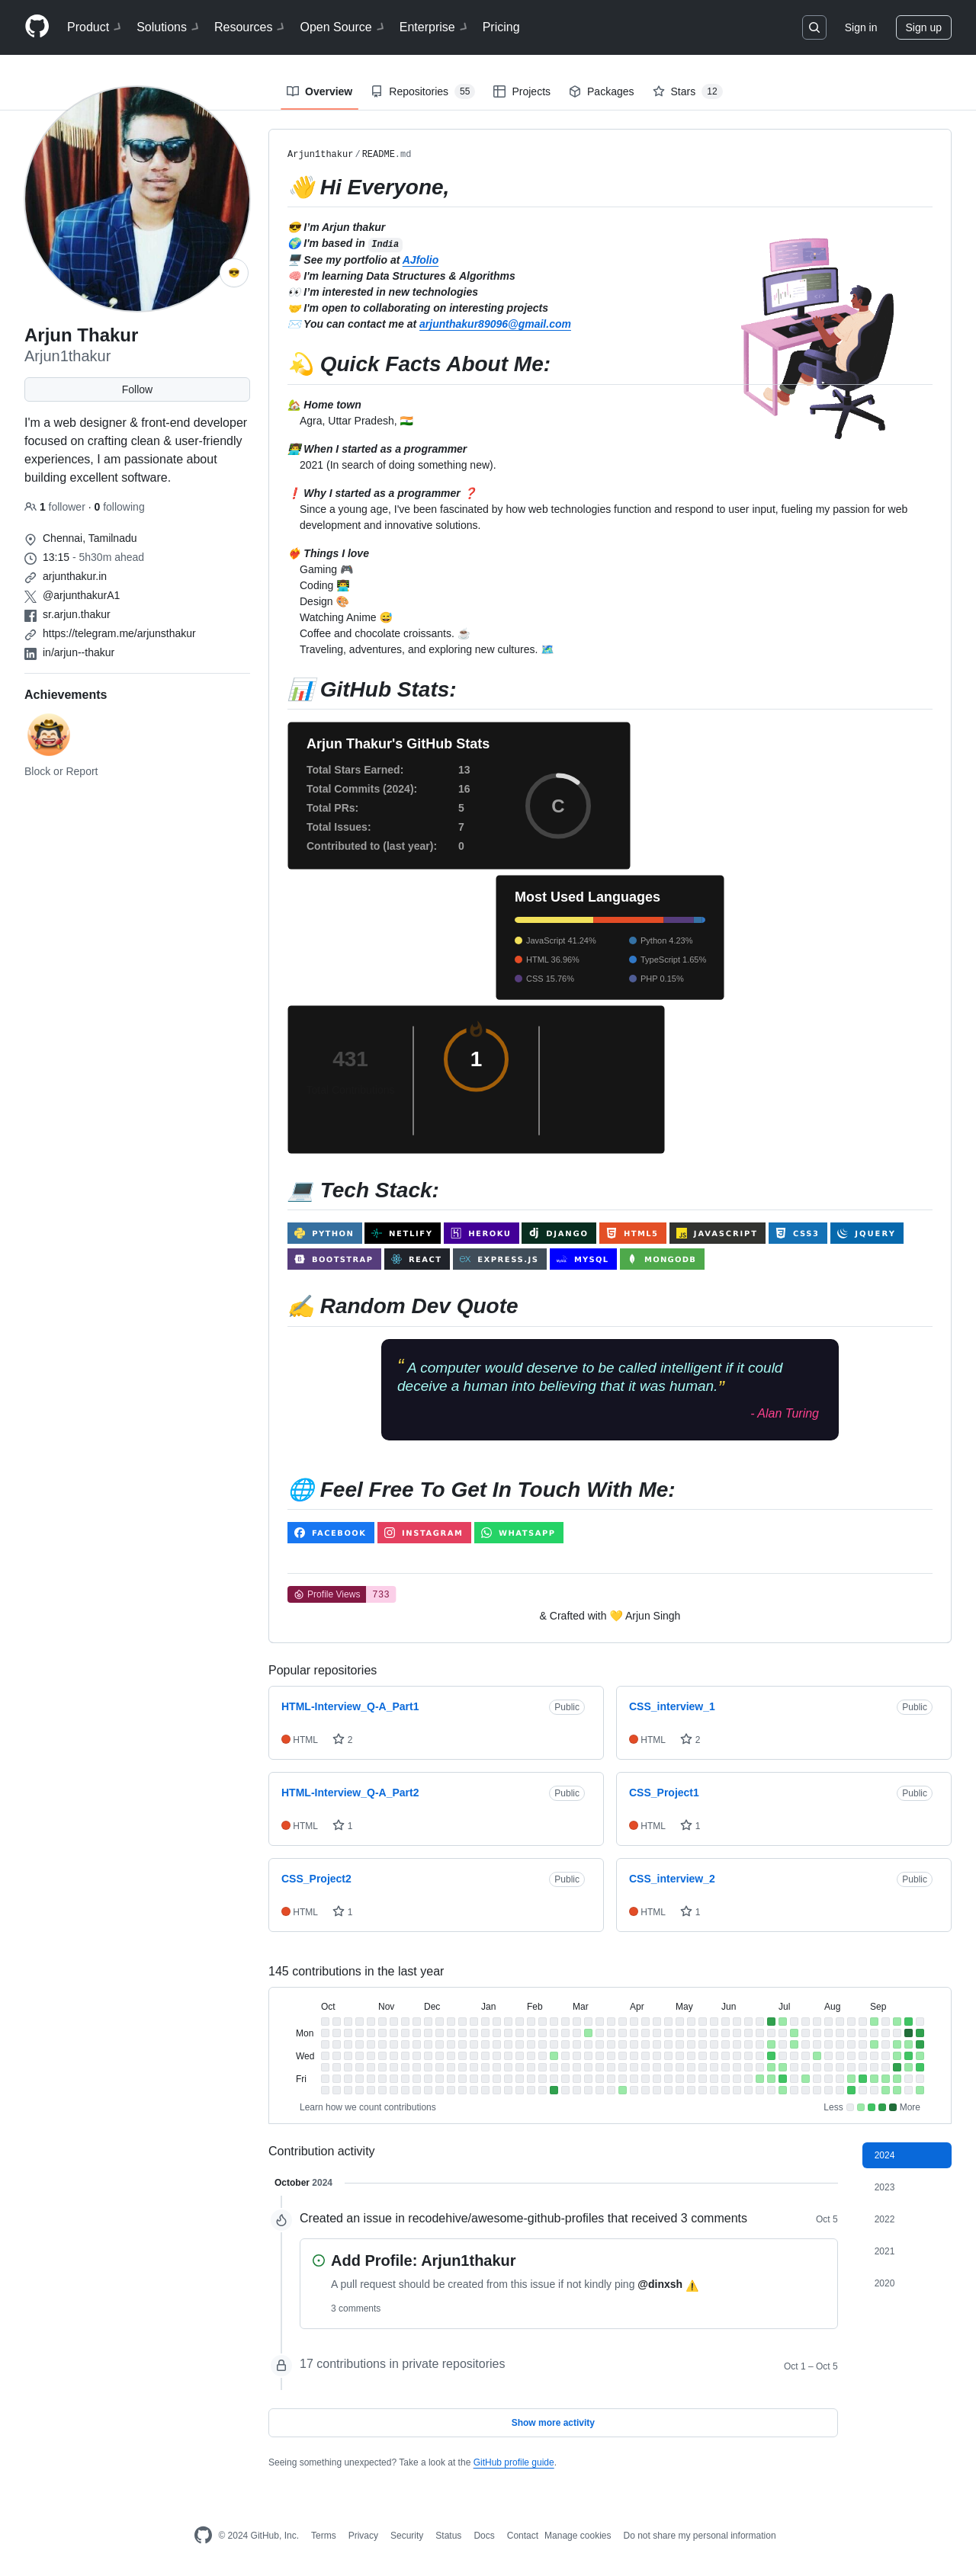 Product Solutions Resources Open Source Enterprise Pricing Sign in Sign up
Overview Repositories 55 Projects Packages Stars 12
Arjun Thakur
Arjun1thakur
Follow
I'm a web designer & front-end developer
focused on crafting clean & user-friendly
experiences, I am passionate about
building excellent software.
1 follower · 0 following
Chennai, Tamilnadu
13:15 - 5h30m ahead
arjunthakur.in
@arjunthakurA1
sr.arjun.thakur
https://telegram.me/arjunsthakur
in/arjun--thakur
Achievements
Block or Report
Arjun1thakur/README.md
👋 Hi Everyone,
😎 I'm Arjun thakur
🌍 I'm based in India
🖥️ See my portfolio at AJfolio
🧠 I'm learning Data Structures & Algorithms
👀 I'm interested in new technologies
🤝 I'm open to collaborating on interesting projects
✉️ You can contact me at arjunthakur89096@gmail.com
💫 Quick Facts About Me:
🏡 Home town
Agra, Uttar Pradesh, 🇮🇳
👨‍💻 When I started as a programmer
2021 (In search of doing something new).
❗ Why I started as a programmer ❓
Since a young age, I've been fascinated by how web technologies function and respond to user input, fueling my passion for web
development and innovative solutions.
❤️‍🔥 Things I love
Gaming 🎮
Coding 👨‍💻
Design 🎨
Watching Anime 😅
Coffee and chocolate croissants. ☕
Traveling, adventures, and exploring new cultures. 🗺️
📊 GitHub Stats:
Arjun Thakur's GitHub Stats
Total Stars Earned: 13
Total Commits (2024): 16
Total PRs: 5
Total Issues: 7
Contributed to (last year): 0
C
Most Used Languages
JavaScript 41.24% Python 4.23%
HTML 36.96% TypeScript 1.65%
CSS 15.76% PHP 0.15%
431 1
💻 Tech Stack:
PYTHON NETLIFY HEROKU DJANGO HTML5 JAVASCRIPT CSS3 JQUERY
BOOTSTRAP REACT EXPRESS.JS MYSQL MONGODB
✍️ Random Dev Quote
“ A computer would deserve to be called intelligent if it could
deceive a human into believing that it was human.”
- Alan Turing
🌐 Feel Free To Get In Touch With Me:
FACEBOOK INSTAGRAM WHATSAPP
Profile Views 733
& Crafted with 💛 Arjun Singh
Popular repositories
HTML-Interview_Q-A_Part1 Public
HTML 2
CSS_interview_1 Public
HTML 2
HTML-Interview_Q-A_Part2 Public
HTML 1
CSS_Project1 Public
HTML 1
CSS_Project2 Public
HTML 1
CSS_interview_2 Public
HTML 1
145 contributions in the last year
Oct Nov Dec Jan Feb Mar Apr May Jun Jul Aug Sep
Mon
Wed
Fri
Learn how we count contributions Less More
Contribution activity
2024
2023
2022
2021
2020
October 2024
Created an issue in recodehive/awesome-github-profiles that received 3 comments Oct 5
Add Profile: Arjun1thakur
A pull request should be created from this issue if not kindly ping @dinxsh ⚠️
3 comments
17 contributions in private repositories Oct 1 – Oct 5
Show more activity
Seeing something unexpected? Take a look at the GitHub profile guide.
© 2024 GitHub, Inc. Terms Privacy Security Status Docs Contact Manage cookies Do not share my personal information